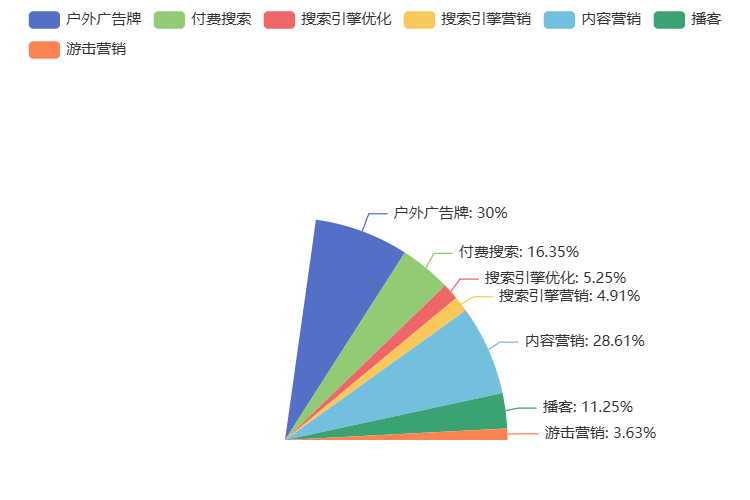 户外广告牌 付费搜索 搜索引擎优化 搜索引擎营销 内容营销 播客
游击营销
户外广告牌: 30%
付费搜索: 16.35%
搜索引擎优化: 5.25%
搜索引擎营销: 4.91%
内容营销: 28.61%
播客: 11.25%
游击营销: 3.63%